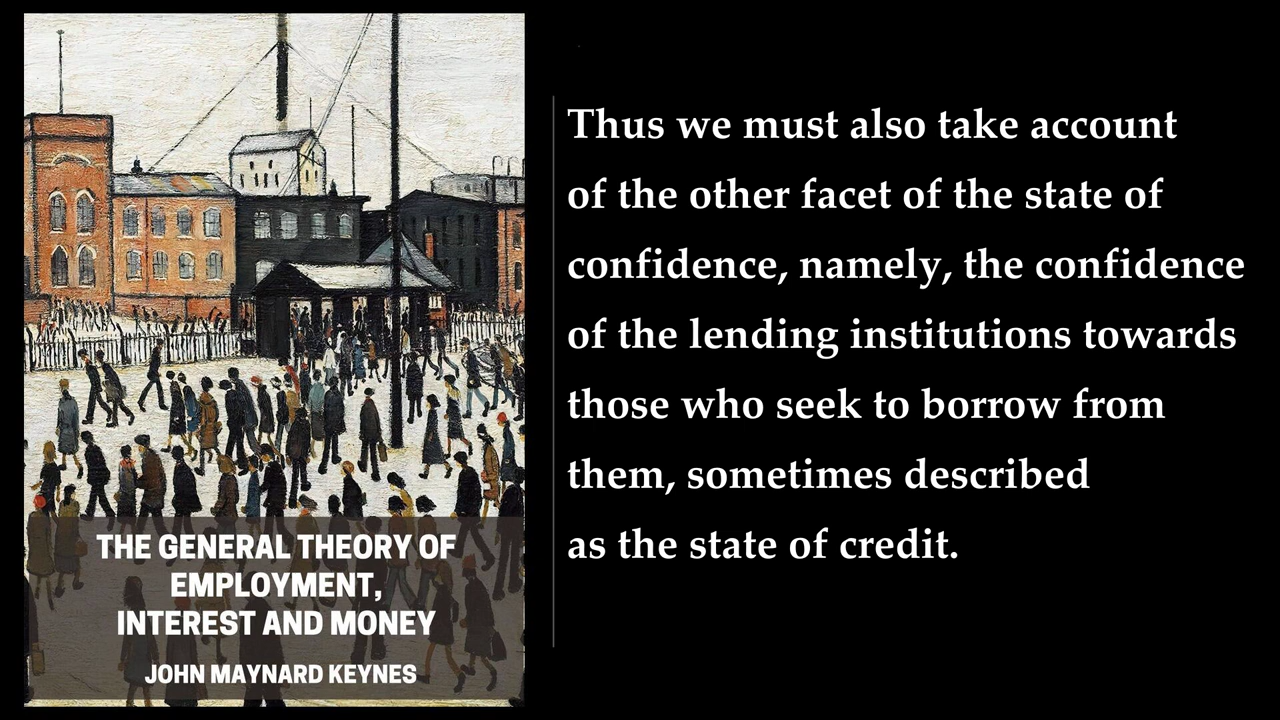 THE GENERAL THEORY OF
EMPLOYMENT,
INTEREST AND MONEY
JOHN MAYNARD KEYNES
Thus we must also take account
of the other facet of the state of
confidence, namely, the confidence
of the lending institutions towards
those who seek to borrow from
them, sometimes described
as the state of credit.